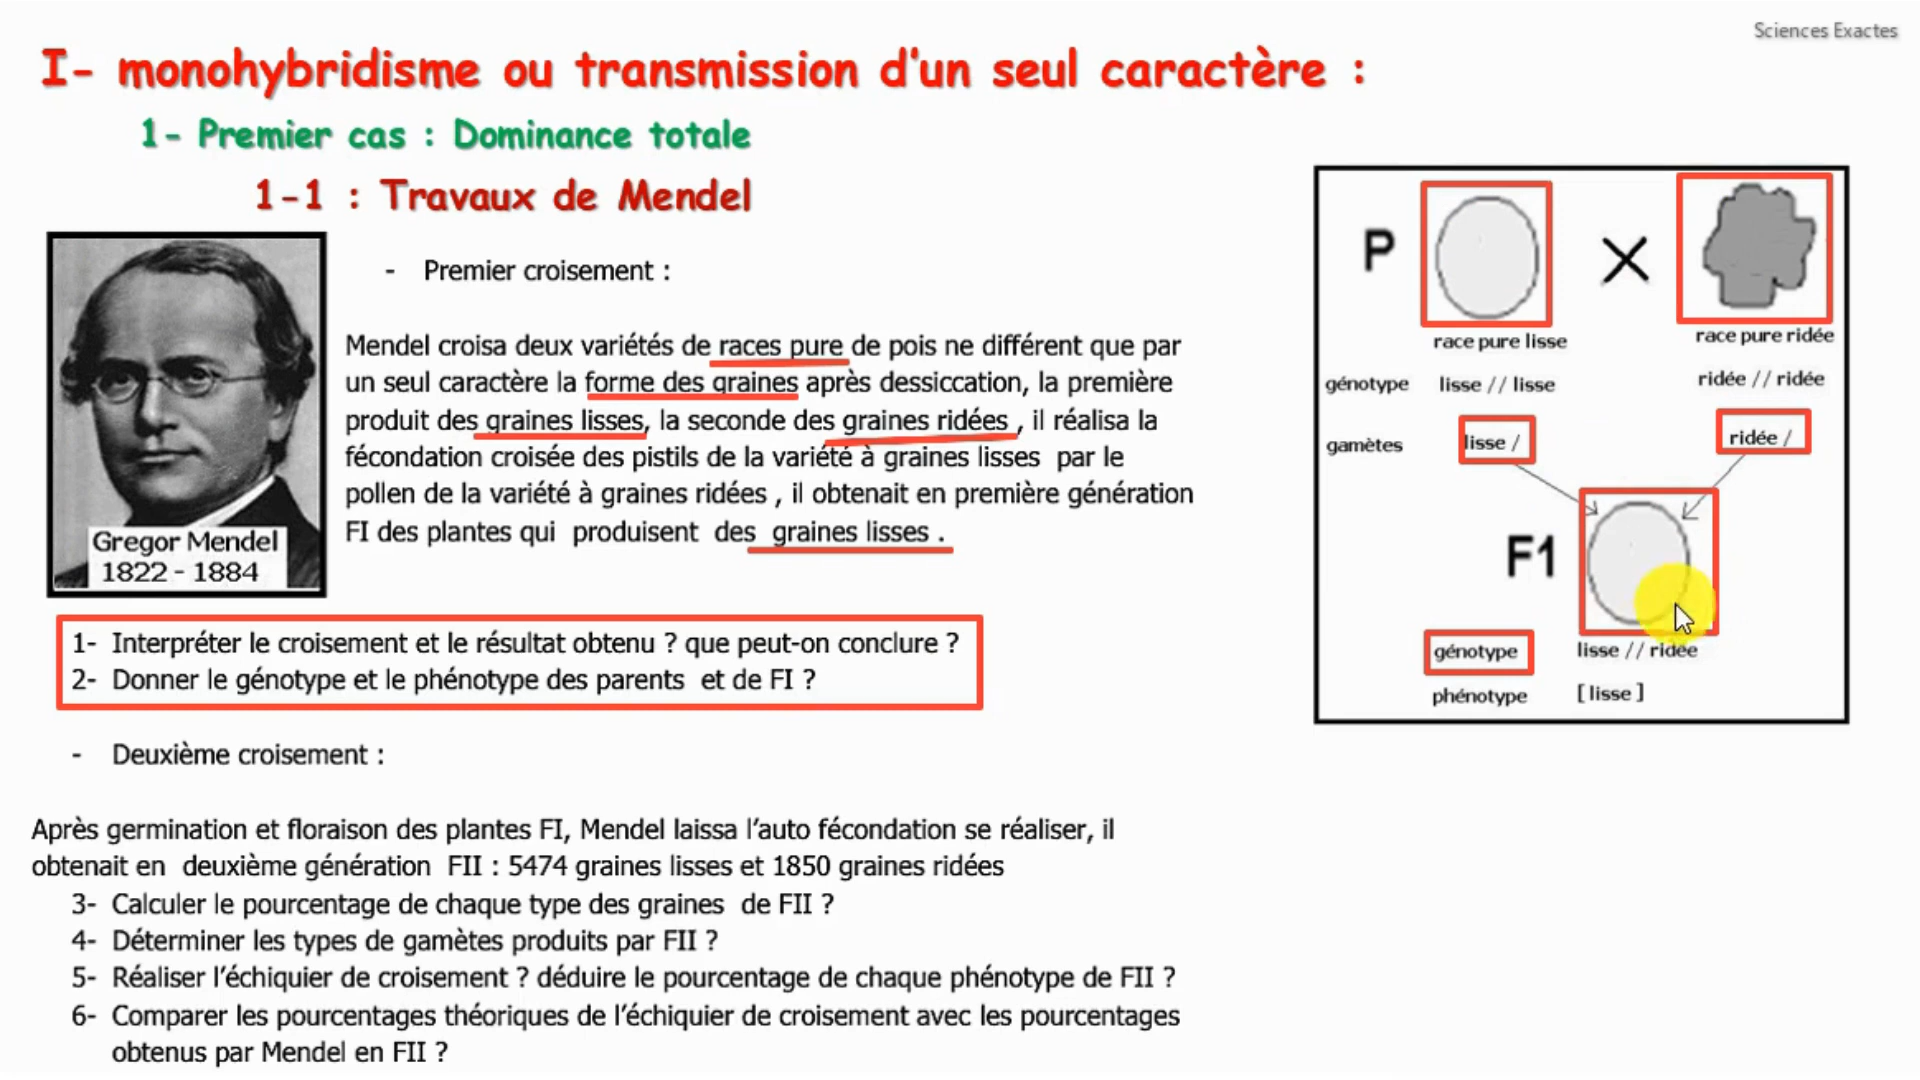 Sciences Exactes
I- monohybridisme ou transmission d'un seul caractère :
1- Premier cas : Dominance totale
1-1 : Travaux de Mendel
Gregor Mendel
1822 - 1884
- Premier croisement :
Mendel croisa deux variétés de races pure de pois ne différent que par
un seul caractère la forme des graines après dessiccation, la première
produit des graines lisses, la seconde des graines ridées , il réalisa la
fécondation croisée des pistils de la variété à graines lisses par le
pollen de la variété à graines ridées , il obtenait en première génération
FI des plantes qui produisent des graines lisses .
1- Interpréter le croisement et le résultat obtenu ? que peut-on conclure ?
2- Donner le génotype et le phénotype des parents et de FI ?
- Deuxième croisement :
Après germination et floraison des plantes FI, Mendel laissa l'auto fécondation se réaliser, il
obtenait en deuxième génération FII : 5474 graines lisses et 1850 graines ridées
3- Calculer le pourcentage de chaque type des graines de FII ?
4- Déterminer les types de gamètes produits par FII ?
5- Réaliser l'échiquier de croisement ? déduire le pourcentage de chaque phénotype de FII ?
6- Comparer les pourcentages théoriques de l'échiquier de croisement avec les pourcentages
obtenus par Mendel en FII ?
P X
race pure lisse race pure ridée
génotype lisse // lisse ridée // ridée
gamètes lisse / ridée /
F1
génotype lisse // ridée
phénotype [ lisse ]